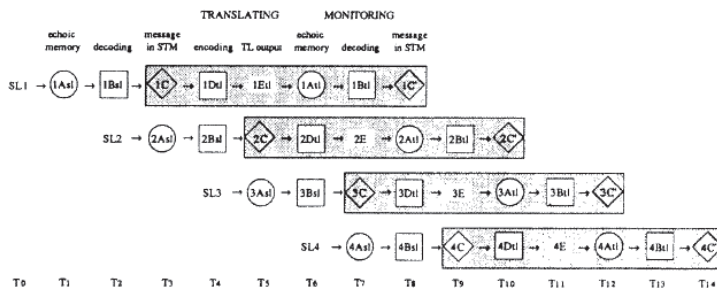 TRANSLATING MONITORING
echoic memory decoding message in STM encoding TL output echoic memory decoding message in STM
SL1 1Asl 1Bsl 1C 1Dtl 1Etl 1Atl 1Btl 1C'
SL2 2Asl 2Bsl 2C 2Dtl 2E 2Atl 2Btl 2C'
SL3 3Asl 3Bsl 3C 3Dtl 3E 3Atl 3Btl 3C'
SL4 4Asl 4Bsl 4C 4Dtl 4E 4Atl 4Btl 4C'
T0 T1 T2 T3 T4 T5 T6 T7 T8 T9 T10 T11 T12 T13 T14